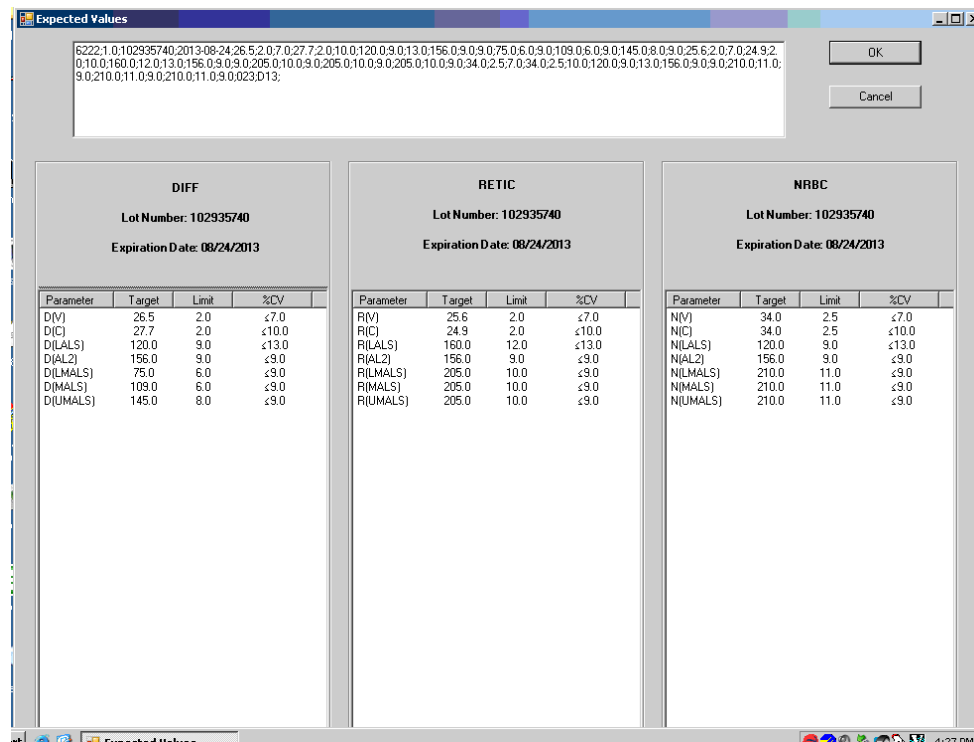 Expected Values
6222;1.0;102935740;2013-08-24;26.5;2.0;7.0;27.7;2.0;10.0;120.0;9.0;13.0;156.0;9.0;9.0;75.0;6.0;9.0;109.0;6.0;9.0;145.0;8.0;9.0;25.6;2.0;7.0;24.9;2.
0;10.0;160.0;12.0;13.0;156.0;9.0;9.0;205.0;10.0;9.0;205.0;10.0;9.0;205.0;10.0;9.0;34.0;2.5;7.0;34.0;2.5;10.0;120.0;9.0;13.0;156.0;9.0;9.0;210.0;11.0;
9.0;210.0;11.0;9.0;210.0;11.0;9.0;023;D13;
OK
Cancel
DIFF
Lot Number: 102935740
Expiration Date: 08/24/2013
Parameter Target Limit %CV
D(V) 26.5 2.0 ≤7.0
D(C) 27.7 2.0 ≤10.0
D(LALS) 120.0 9.0 ≤13.0
D(AL2) 156.0 9.0 ≤9.0
D(LMALS) 75.0 6.0 ≤9.0
D(MALS) 109.0 6.0 ≤9.0
D(UMALS) 145.0 8.0 ≤9.0
RETIC
Lot Number: 102935740
Expiration Date: 08/24/2013
Parameter Target Limit %CV
R(V) 25.6 2.0 ≤7.0
R(C) 24.9 2.0 ≤10.0
R(LALS) 160.0 12.0 ≤13.0
R(AL2) 156.0 9.0 ≤9.0
R(LMALS) 205.0 10.0 ≤9.0
R(MALS) 205.0 10.0 ≤9.0
R(UMALS) 205.0 10.0 ≤9.0
NRBC
Lot Number: 102935740
Expiration Date: 08/24/2013
Parameter Target Limit %CV
N(V) 34.0 2.5 ≤7.0
N(C) 34.0 2.5 ≤10.0
N(LALS) 120.0 9.0 ≤13.0
N(AL2) 156.0 9.0 ≤9.0
N(LMALS) 210.0 11.0 ≤9.0
N(MALS) 210.0 11.0 ≤9.0
N(UMALS) 210.0 11.0 ≤9.0
Expected Values
4:27 PM